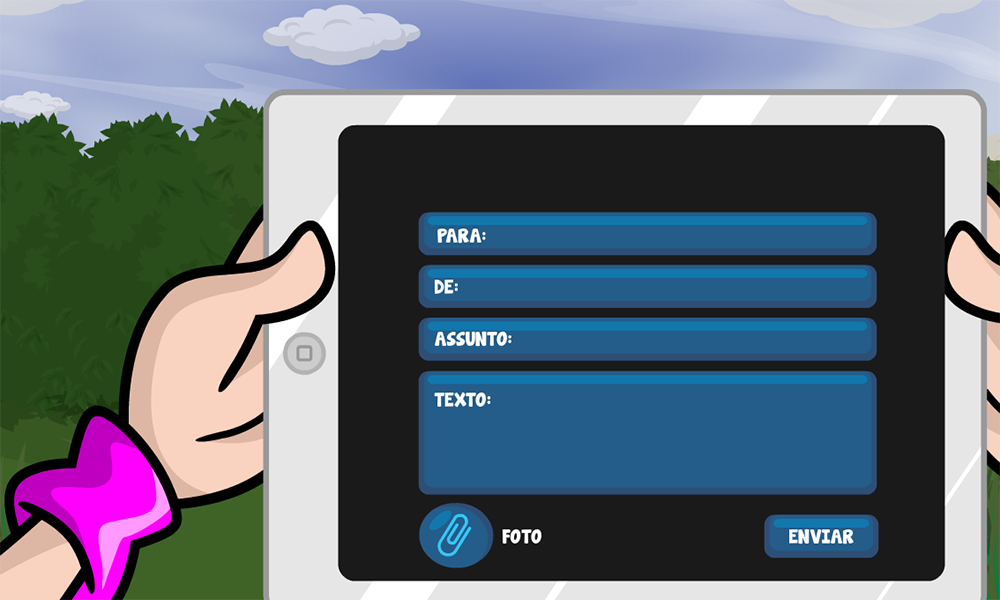 PARA:
DE:
ASSUNTO:
TEXTO:
FOTO
ENVIAR